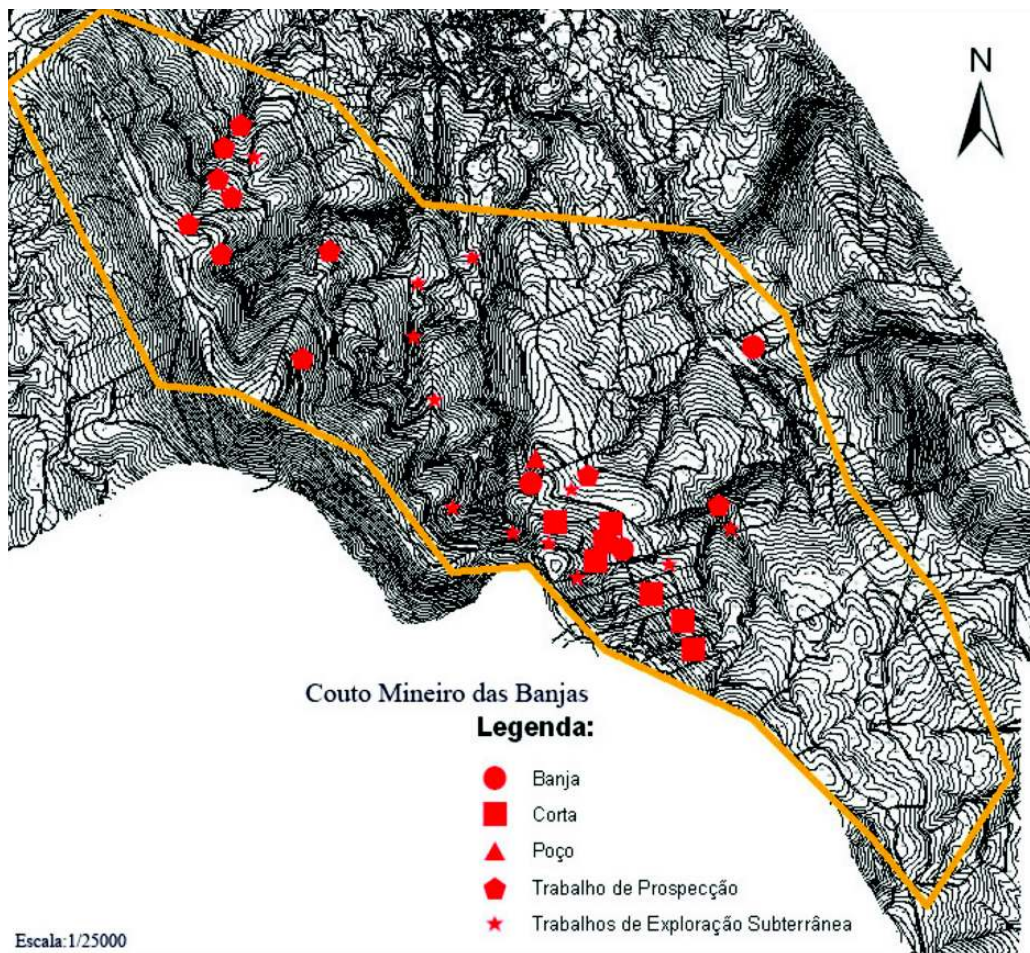 N
Couto Mineiro das Banjas
Legenda:
Banja
Corta
Poço
Trabalho de Prospecção
Trabalhos de Exploração Subterrânea
Escala:1/25000